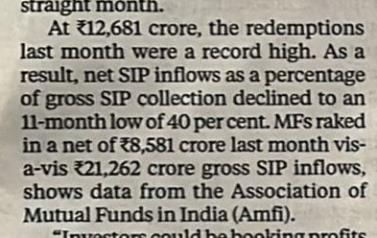 straight month.
At ₹12,681 crore, the redemptions
last month were a record high. As a
result, net SIP inflows as a percentage
of gross SIP collection declined to an
11-month low of 40 per cent. MFs raked
in a net of ₹8,581 crore last month vis-
a-vis ₹21,262 crore gross SIP inflows,
shows data from the Association of
Mutual Funds in India (Amfi).
“Investors could be booking profits